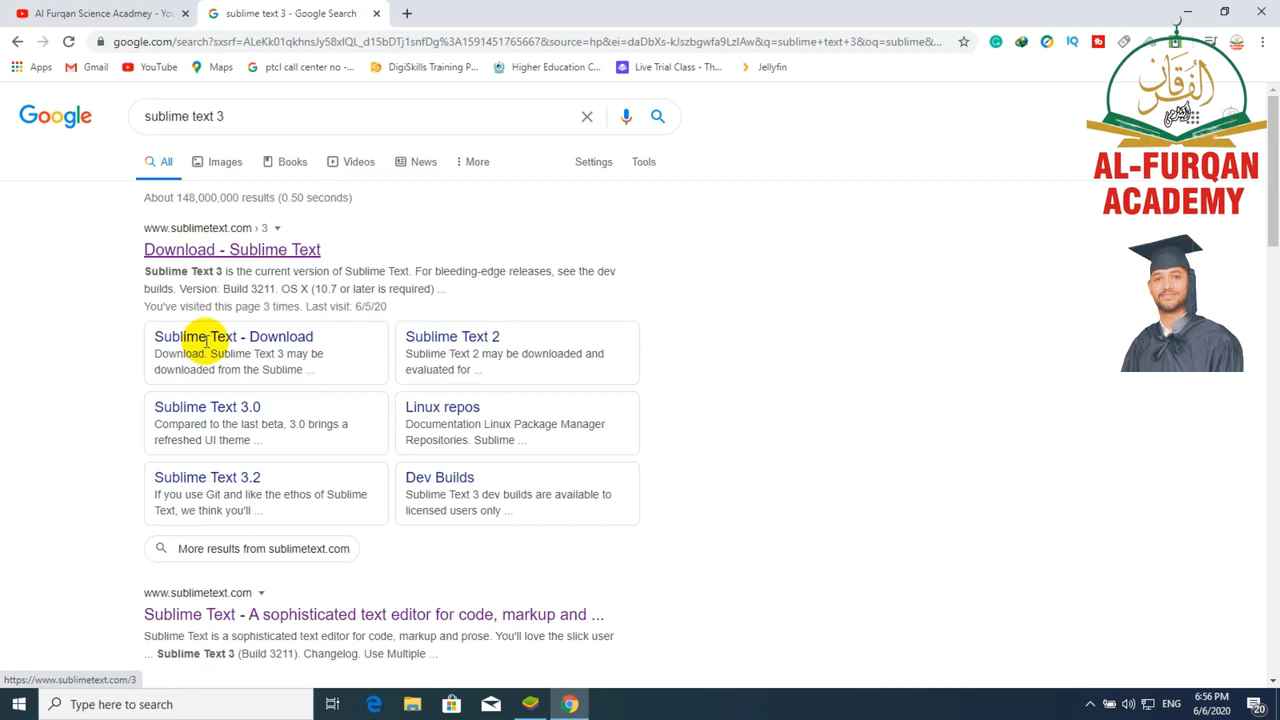 Al Furqan Science Acadmey - You
sublime text 3 - Google Search
google.com/search?sxsrf=ALeKk01qkhnsJy58xIQL_d15bDTi1snofDg%3A1591451765667&source=hp&ei=daDbXs-kJszbgwfa9LzIAw&q=sublime+text+3&oq=sublime&...
Apps
Gmail
YouTube
Maps
ptcl call center no -...
DigiSkills Training P...
Higher Education C...
Live Trial Class - Th...
Jellyfin
الفرقان
اکیڈمی
AL-FURQAN
ACADEMY
Google
sublime text 3
All
Images
Books
Videos
News
More
Settings
Tools
About 148,000,000 results (0.50 seconds)
www.sublimetext.com › 3
Download - Sublime Text
Sublime Text 3 is the current version of Sublime Text. For bleeding-edge releases, see the dev
builds. Version: Build 3211. OS X (10.7 or later is required) ...
You've visited this page 3 times. Last visit: 6/5/20
Sublime Text - Download
Download. Sublime Text 3 may be
downloaded from the Sublime ...
Sublime Text 2
Sublime Text 2 may be downloaded and
evaluated for ...
Sublime Text 3.0
Compared to the last beta, 3.0 brings a
refreshed UI theme ...
Linux repos
Documentation Linux Package Manager
Repositories. Sublime ...
Sublime Text 3.2
If you use Git and like the ethos of Sublime
Text, we think you'll ...
Dev Builds
Sublime Text 3 dev builds are available to
licensed users only ...
More results from sublimetext.com
www.sublimetext.com
Sublime Text - A sophisticated text editor for code, markup and ...
Sublime Text is a sophisticated text editor for code, markup and prose. You'll love the slick user
... Sublime Text 3 (Build 3211). Changelog. Use Multiple ...
https://www.sublimetext.com/3
Type here to search
ENG
6:56 PM
6/6/2020
20